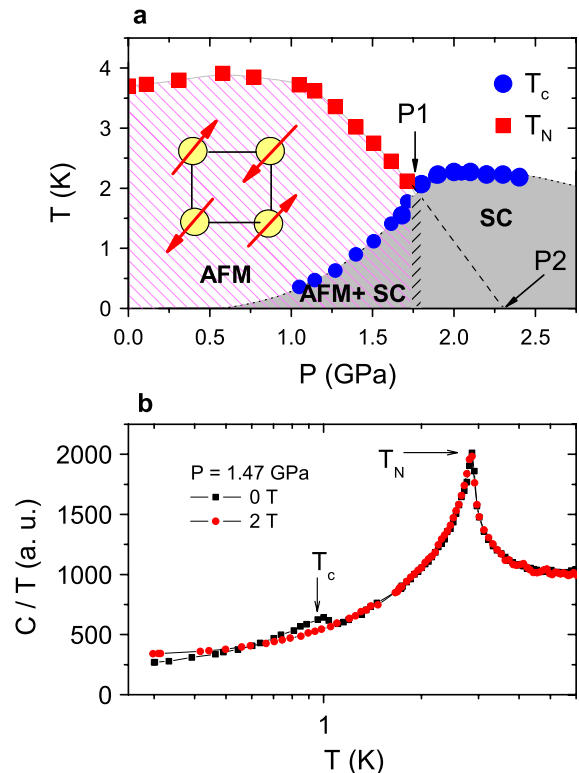 a
4
3
2
1
0
T (K)
T_c
T_N
P1
SC
P2
AFM
AFM+ SC
0.0 0.5 1.0 1.5 2.0 2.5
P (GPa)
b
2000
1500
1000
500
0
C / T (a. u.)
P = 1.47 GPa
0 T
2 T
T_N
T_c
1
T (K)